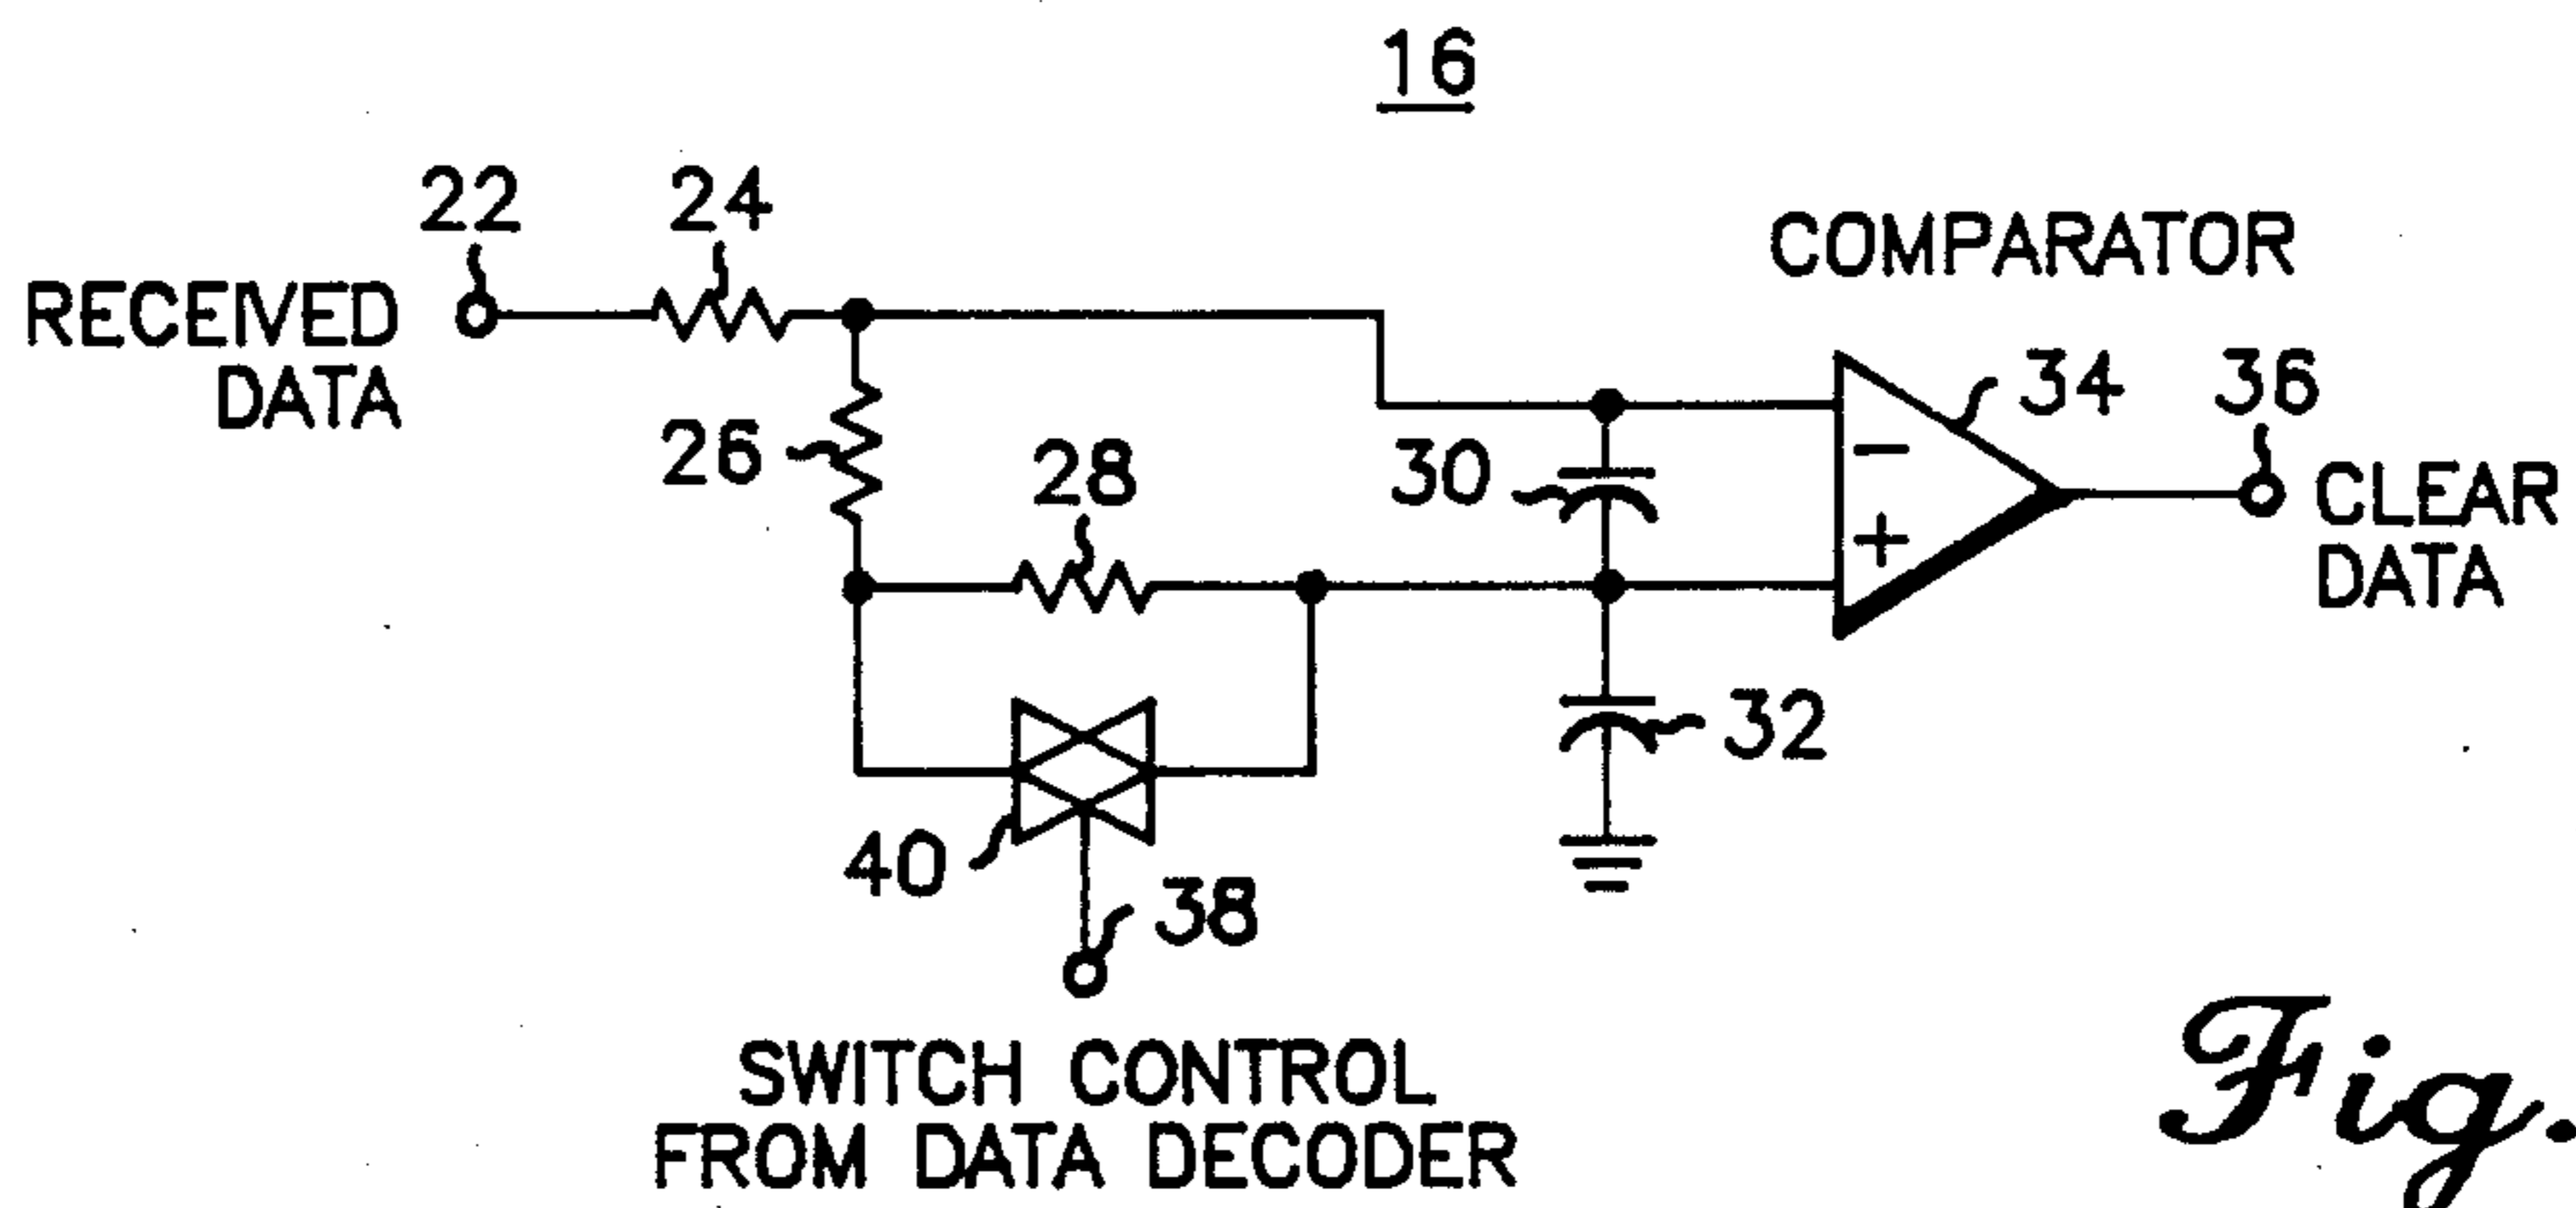 16
22
24
RECEIVED
DATA
COMPARATOR
34
36
26
28
30
−
+
CLEAR
DATA
32
40
38
SWITCH CONTROL
FROM DATA DECODER
Fig.